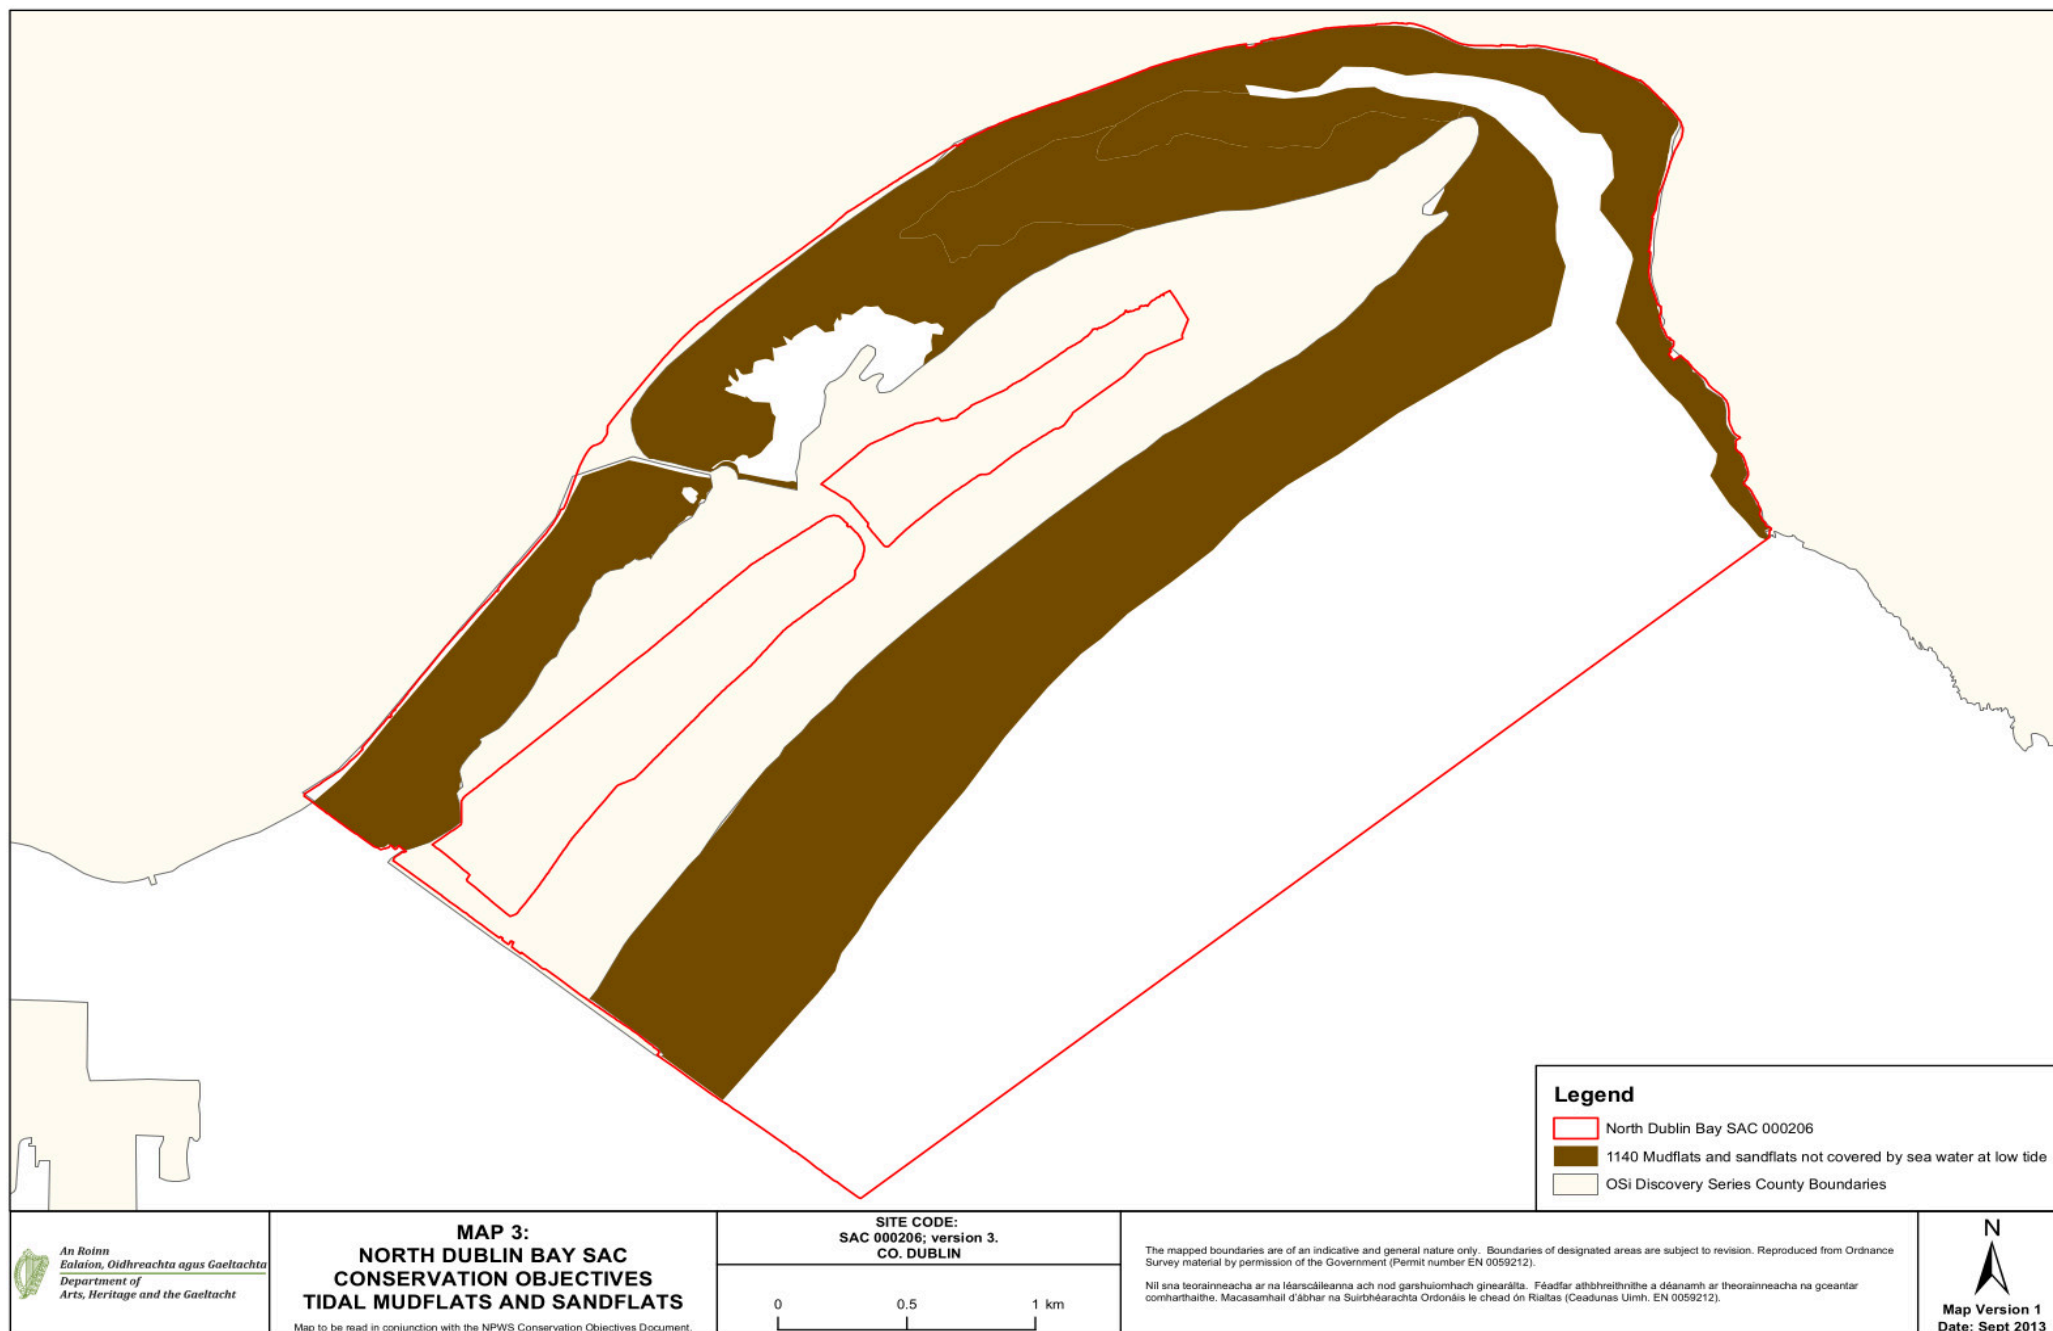 Legend
North Dublin Bay SAC 000206
1140 Mudflats and sandflats not covered by sea water at low tide
OSi Discovery Series County Boundaries
An Roinn
Ealaíon, Oidhreachta agus Gaeltachta
Department of
Arts, Heritage and the Gaeltacht
MAP 3:
NORTH DUBLIN BAY SAC
CONSERVATION OBJECTIVES
TIDAL MUDFLATS AND SANDFLATS
Map to be read in conjunction with the NPWS Conservation Objectives Document.
SITE CODE:
SAC 000206; version 3.
CO. DUBLIN
0 0.5 1 km
The mapped boundaries are of an indicative and general nature only. Boundaries of designated areas are subject to revision. Reproduced from Ordnance
Survey material by permission of the Government (Permit number EN 0059212).
Níl sna teorainneacha ar na léarscáileanna ach nod garshuiomhach ginearálta. Féadfar athbhreithnithe a déanamh ar theorainneacha na gceantar
comharthaithe. Macasamhail d'ábhar na Suirbhéarachta Ordonáis le chead ón Rialtas (Ceadunas Uimh. EN 0059212).
N
Map Version 1
Date: Sept 2013